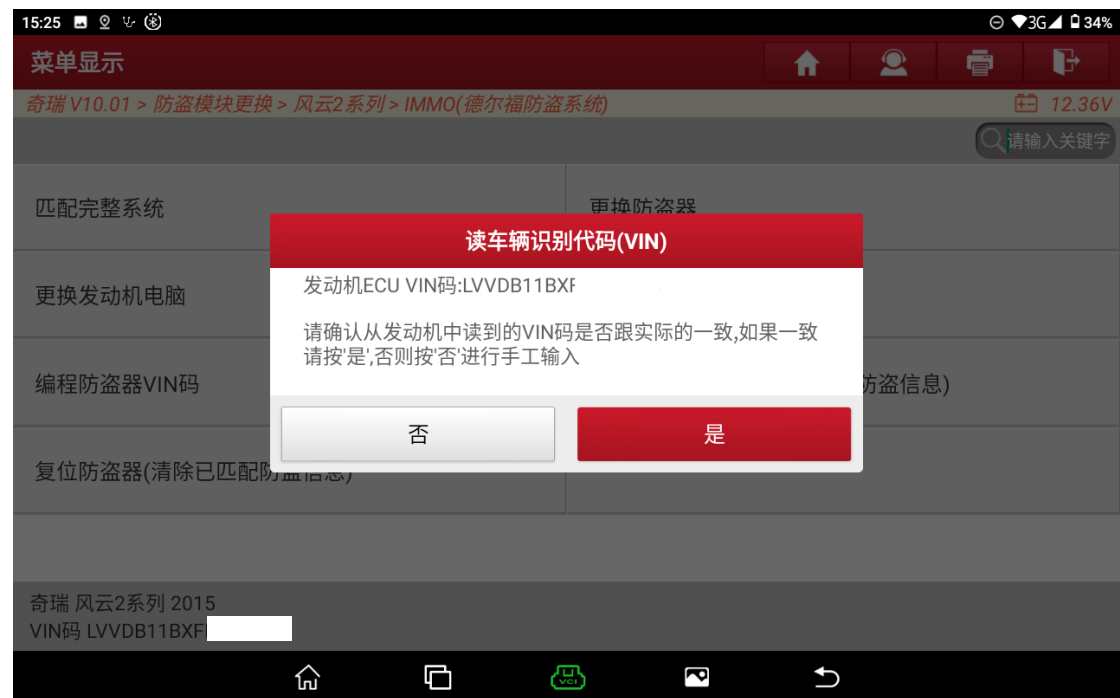 15:25
3G 34%
菜单显示
奇瑞 V10.01 > 防盗模块更换 > 风云2系列 > IMMO(德尔福防盗系统)
12.36V
请输入关键字
匹配完整系统
更换防盗器
读车辆识别代码(VIN)
发动机ECU VIN码:LVVDB11BXF
更换发动机电脑
请确认从发动机中读到的VIN码是否跟实际的一致,如果一致
请按'是',否则按'否'进行手工输入
编程防盗器VIN码
防盗信息)
否
是
复位防盗器(清除已匹配防盗信息)
奇瑞 风云2系列 2015
VIN码 LVVDB11BXF
VCI